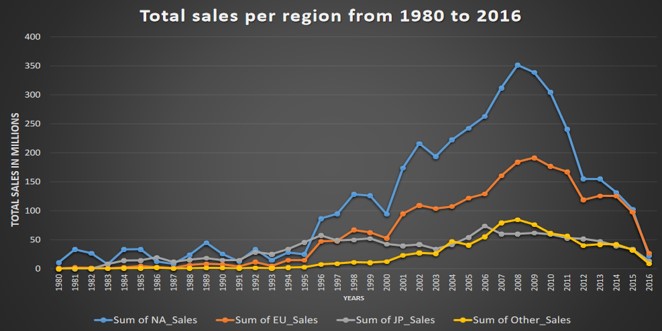 Total sales per region from 1980 to 2016
TOTAL SALES IN MILLIONS
400
350
300
250
200
150
100
50
0
1980 1981 1982 1983 1984 1985 1986 1987 1988 1989 1990 1991 1992 1993 1994 1995 1996 1997 1998 1999 2000 2001 2002 2003 2004 2005 2006 2007 2008 2009 2010 2011 2012 2013 2014 2015 2016
YEARS
Sum of NA_Sales Sum of EU_Sales Sum of JP_Sales Sum of Other_Sales